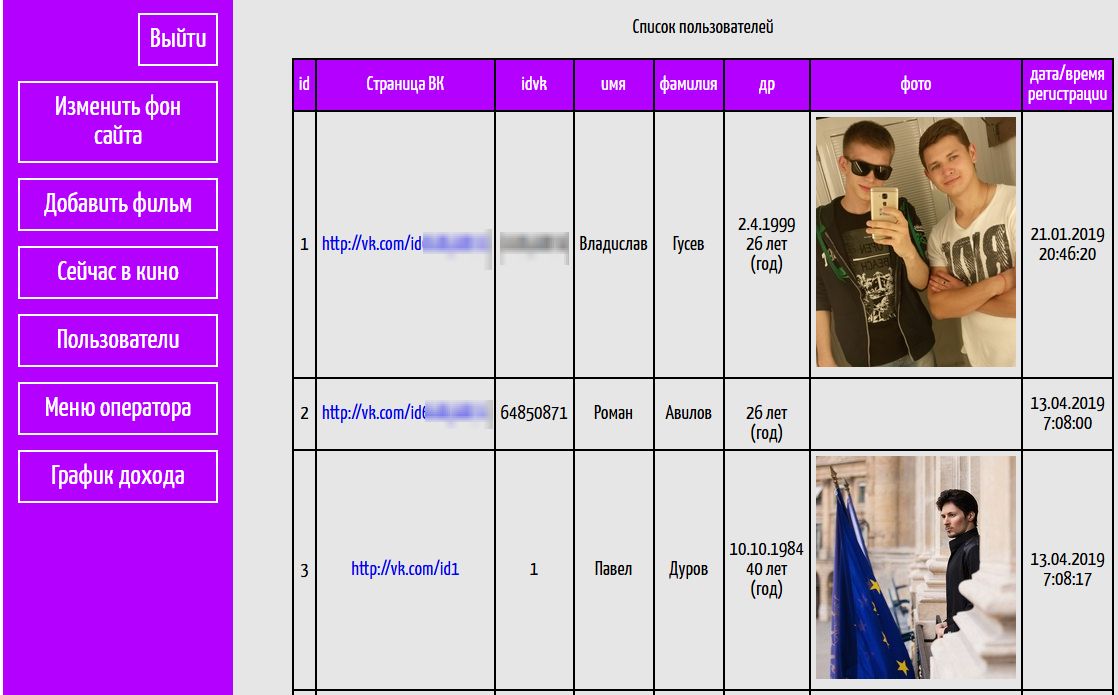 Выйти
Изменить фон
сайта
Добавить фильм
Сейчас в кино
Пользователи
Меню оператора
График дохода
Список пользователей
id Страница ВК idvk имя фамилия др фото дата/время
регистрации
1 http://vk.com/id Владислав Гусев 2.4.1999
26 лет
(год)
21.01.2019
20:46:20
2 http://vk.com/id6 64850871 Роман Авилов 26 лет
(год)
13.04.2019
7:08:00
3 http://vk.com/id1 1 Павел Дуров 10.10.1984
40 лет
(год)
13.04.2019
7:08:17